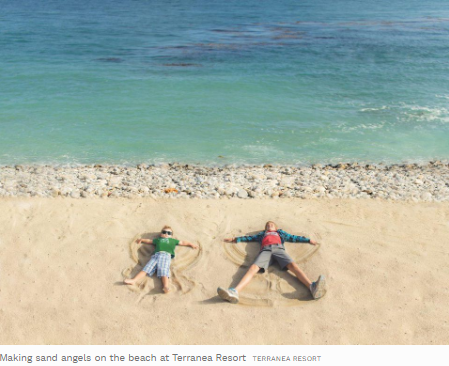 Making sand angels on the beach at Terranea Resort TERRANEA RESORT